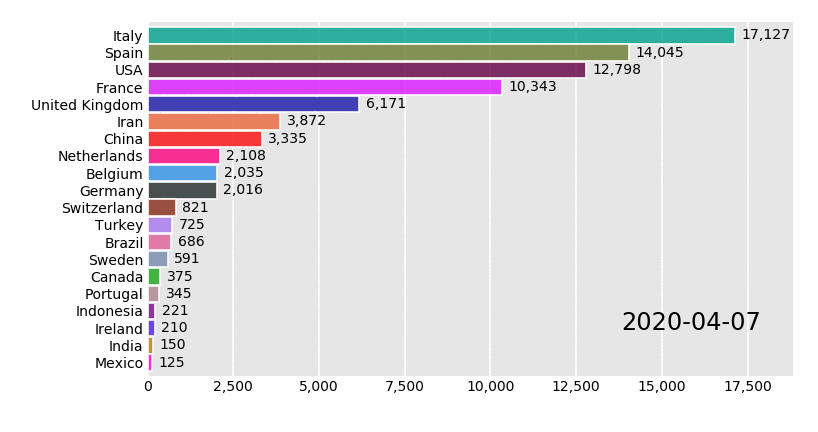 Italy 17,127
Spain 14,045
USA 12,798
France 10,343
United Kingdom 6,171
Iran 3,872
China 3,335
Netherlands 2,108
Belgium 2,035
Germany 2,016
Switzerland 821
Turkey 725
Brazil 686
Sweden 591
Canada 375
Portugal 345
Indonesia 221
Ireland 210
2020-04-07
India 150
Mexico 125
0 2,500 5,000 7,500 10,000 12,500 15,000 17,500